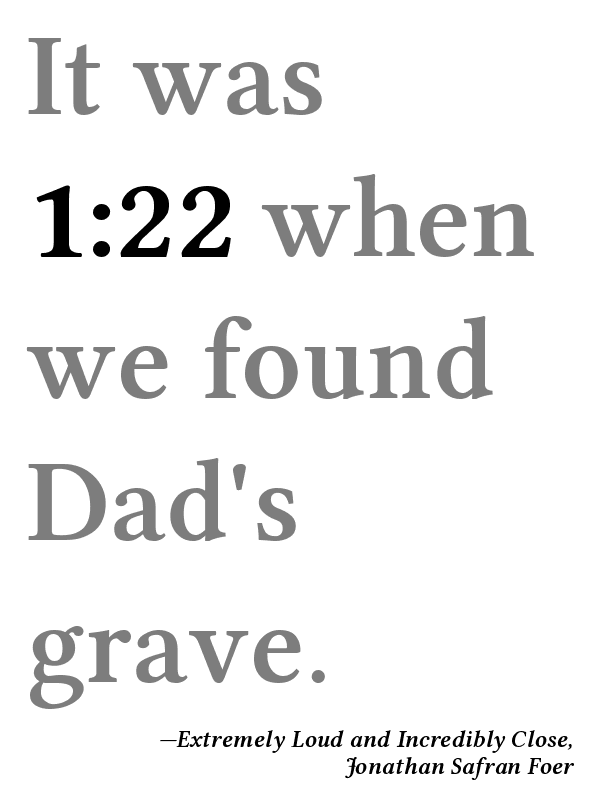 It was
1:22 when
we found
Dad's
grave.
—Extremely Loud and Incredibly Close,
Jonathan Safran Foer